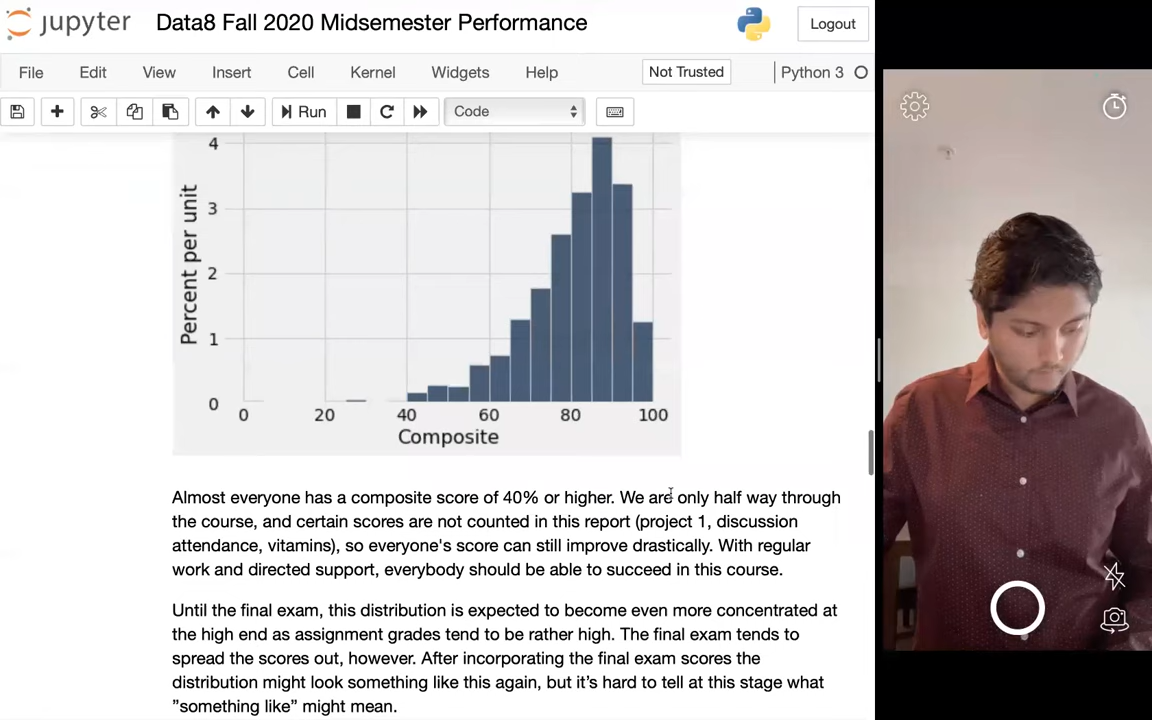 jupyter Data8 Fall 2020 Midsemester Performance Logout
File Edit View Insert Cell Kernel Widgets Help Not Trusted Python 3
Run Code
4
3
2
1
0
Percent per unit
0 20 40 60 80 100
Composite
Almost everyone has a composite score of 40% or higher. We are only half way through
the course, and certain scores are not counted in this report (project 1, discussion
attendance, vitamins), so everyone's score can still improve drastically. With regular
work and directed support, everybody should be able to succeed in this course.
Until the final exam, this distribution is expected to become even more concentrated at
the high end as assignment grades tend to be rather high. The final exam tends to
spread the scores out, however. After incorporating the final exam scores the
distribution might look something like this again, but it’s hard to tell at this stage what
”something like” might mean.